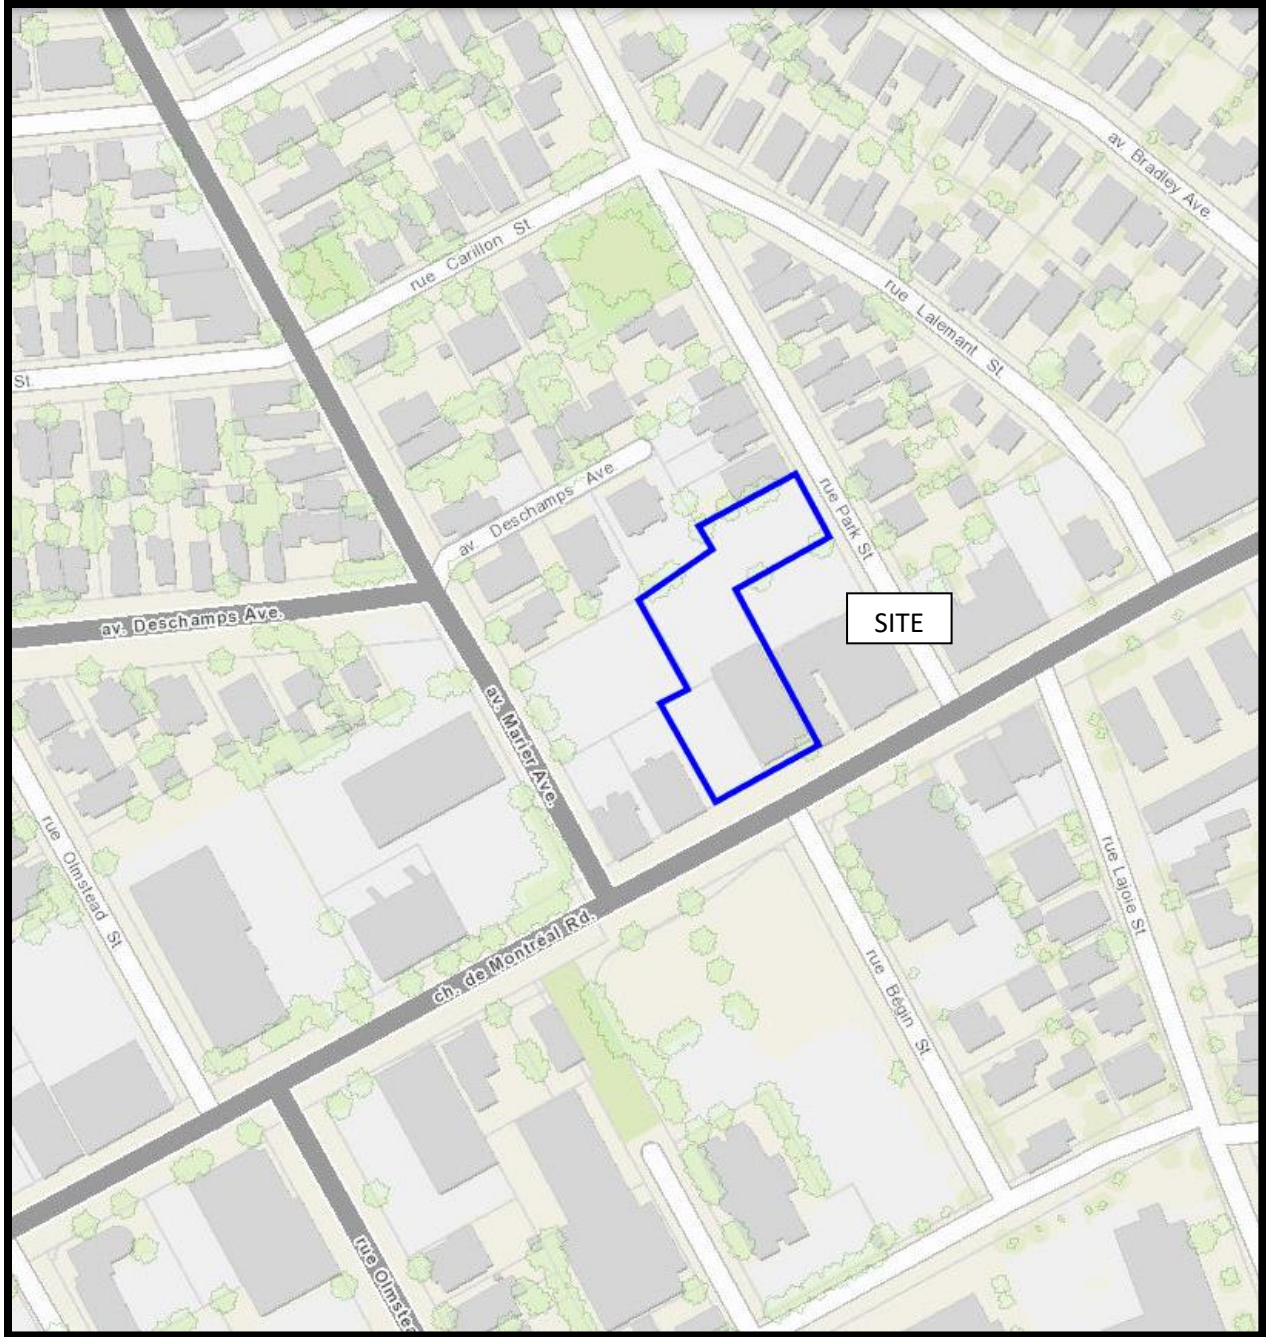 av. Bradley Ave.
rue Carillon St.
rue Lalemant St.
St.
av. Deschamps Ave.
rue Park St
av. Deschamps Ave.
SITE
av. Marier Ave.
rue Olmstead St
rue Lajoie St.
ch. de Montréal Rd.
rue Bégin St.
rue Olmste